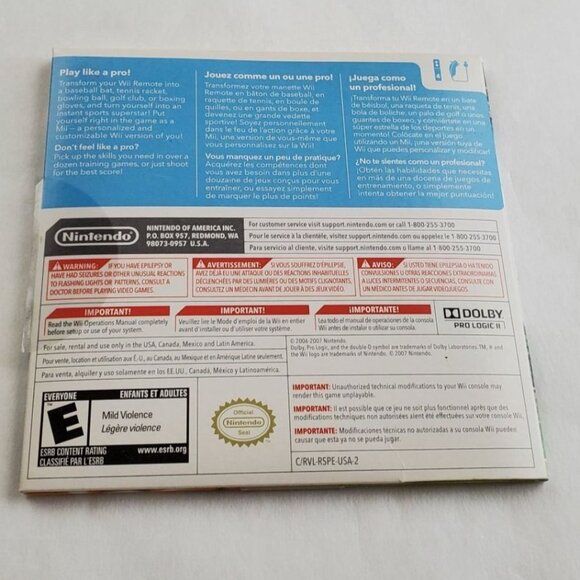 Play like a pro!
Transform your Wii Remote into
a baseball bat, tennis racket,
bowling ball, golf club, or boxing
gloves, and turn yourself into an
instant sports superstar! Put
yourself right in the game as a
Mii – a personalized and
customizable Wii version of you!
Don't feel like a pro?
Pick up the skills you need in over a
dozen training games, or just shoot
for the best score!
Jouez comme un ou une pro!
Transformez votre manette Wii
Remote en bâton de baseball, en
raquette de tennis, en boule de
quilles, ou en gants de boxe, et
devenez une grande vedette
sportive! Soyez personnellement
dans le feu de l'action grâce à votre
Mii, une version de vous-même que
vous personnalisez sur la Wii!
Vous manquez un peu de pratique?
Acquérez les compétences dont
vous avez besoin dans plus d'une
douzaine de jeux conçus pour vous
entraîner, ou essayez simplement
de marquer le plus de points!
¡Juega como
un profesional!
¡Transforma tu Wii Remote en un bate
de béisbol, una raqueta de tenis, una
bola de boliche, un palo de golf o unos
guantes de boxeo, y conviérete en una
súper estrella de los deportes en un
momento! Colócate en el juego
utilizando un Mii, ¡una versión tuya de
Wii que puedes personalizar y modificar!
¿No te sientes como un profesional?
¡Obtén las habilidades que necesitas
en más de una docena de juegos de
entrenamiento, o simplemente
intenta obtener la mejor puntuación!
Nintendo
NINTENDO OF AMERICA INC.
P.O. BOX 957, REDMOND, WA
98073-0957 U.S.A.
For customer service visit support.nintendo.com or call 1-800-255-3700
Pour le service à la clientèle, visitez support.nintendo.com ou appelez le 1-800-255-3700
Para servicio al cliente, visite support.nintendo.com u llame al 1-800-255-3700
WARNING: IF YOU HAVE EPILEPSY OR
HAVE HAD SEIZURES OR OTHER UNUSUAL REACTIONS
TO FLASHING LIGHTS OR PATTERNS, CONSULT A
DOCTOR BEFORE PLAYING VIDEO GAMES.
AVERTISSEMENT: SI VOUS SOUFFREZ D'ÉPILEPSIE,
AVEZ DÉJÀ EU UNE ATTAQUE OU DES RÉACTIONS INHABITUELLES
DÉCLENCHÉES PAR DES LUMIÈRES OU DES MOTIFS CLIGNOTANTS,
CONSULTEZ UN MÉDECIN AVANT DE JOUER À DES JEUX VIDÉO.
AVISO: SI USTED TIENE EPILEPSIA O HA TENIDO
CONVULSIONES U OTRAS REACCIONES EXTRAORDINARIAS
A LUCES INTERMITENTES O DISEÑOS, CONSULTE CON
UN MÉDICO ANTES DE JUGAR VIDEOJUEGOS.
IMPORTANT:
Read the Wii Operations Manual completely
before setup or use of your system.
IMPORTANT:
Veuillez lire le Mode d'emploi de la Wii en entier
avant d'installer ou d'utiliser votre système.
IMPORTANTE:
Lea todo el manual de operaciones de la consola
Wii antes de instalar o utilizar su consola.
DOLBY
PRO LOGIC II
For sale, rental and use only in the USA, Canada, Mexico and Latin America.
Pour vente, location et utilisation aux É.-U., au Canada, au Mexique et en Amérique Latine seulement.
Para venta, alquiler y uso solamente en los EE.UU., Canadá, México y Latinoamérica.
© 2006-2007 Nintendo.
Dolby, Pro Logic, and the double-D symbol are trademarks of Dolby Laboratories. TM, ® and
the Wii logo are trademarks of Nintendo. © 2007 Nintendo.
EVERYONE
ENFANTS ET ADULTES
E
Mild Violence
Légère violence
ESRB CONTENT RATING
www.esrb.org
CLASSIFIÉ PAR L'ESRB
Official
Nintendo
Seal
IMPORTANT: Unauthorized technical modifications to your Wii console may
render this game unplayable.
IMPORTANT: Il est possible que ce jeu ne soit plus fonctionnel après que des
modifications techniques non autorisées aient été effectuées sur votre console Wii.
IMPORTANTE: Modificaciones técnicas no autorizadas a su consola Wii pueden
causar que esta ya no se pueda jugar.
C/RVL-RSPE-USA-2